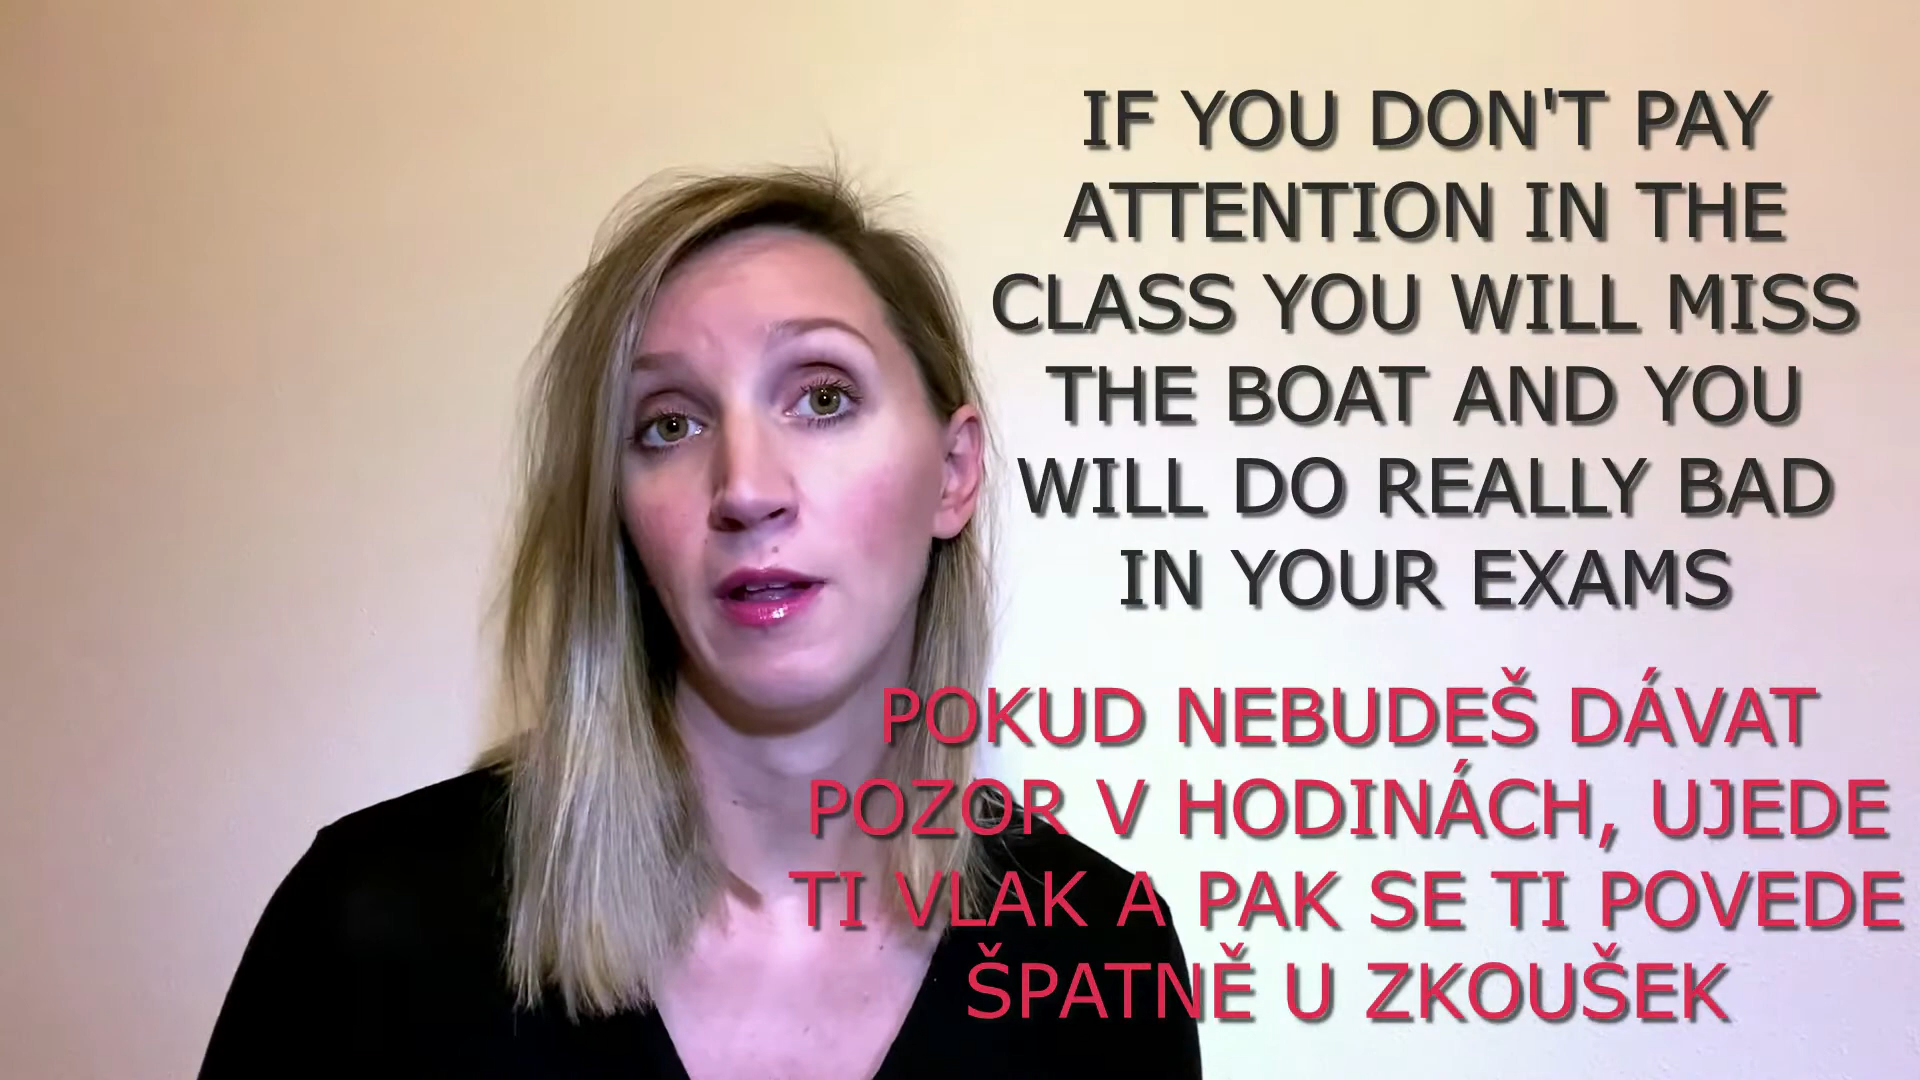 IF YOU DON'T PAY
ATTENTION IN THE
CLASS YOU WILL MISS
THE BOAT AND YOU
WILL DO REALLY BAD
IN YOUR EXAMS
POKUD NEBUDEŠ DÁVAT
POZOR V HODINÁCH, UJEDE
TI VLAK A PAK SE TI POVEDE
ŠPATNĚ U ZKOUŠEK